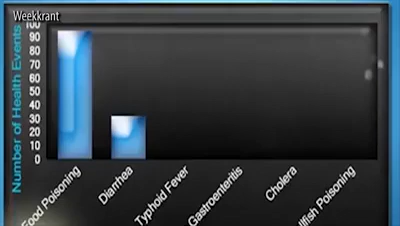 Weekkrant
Number of Health Events
100
90
80
70
60
50
40
30
20
10
0
Food Poisoning
Diarrhea
Typhoid Fever
Gastroenteritis
Cholera
llfish Poisoning